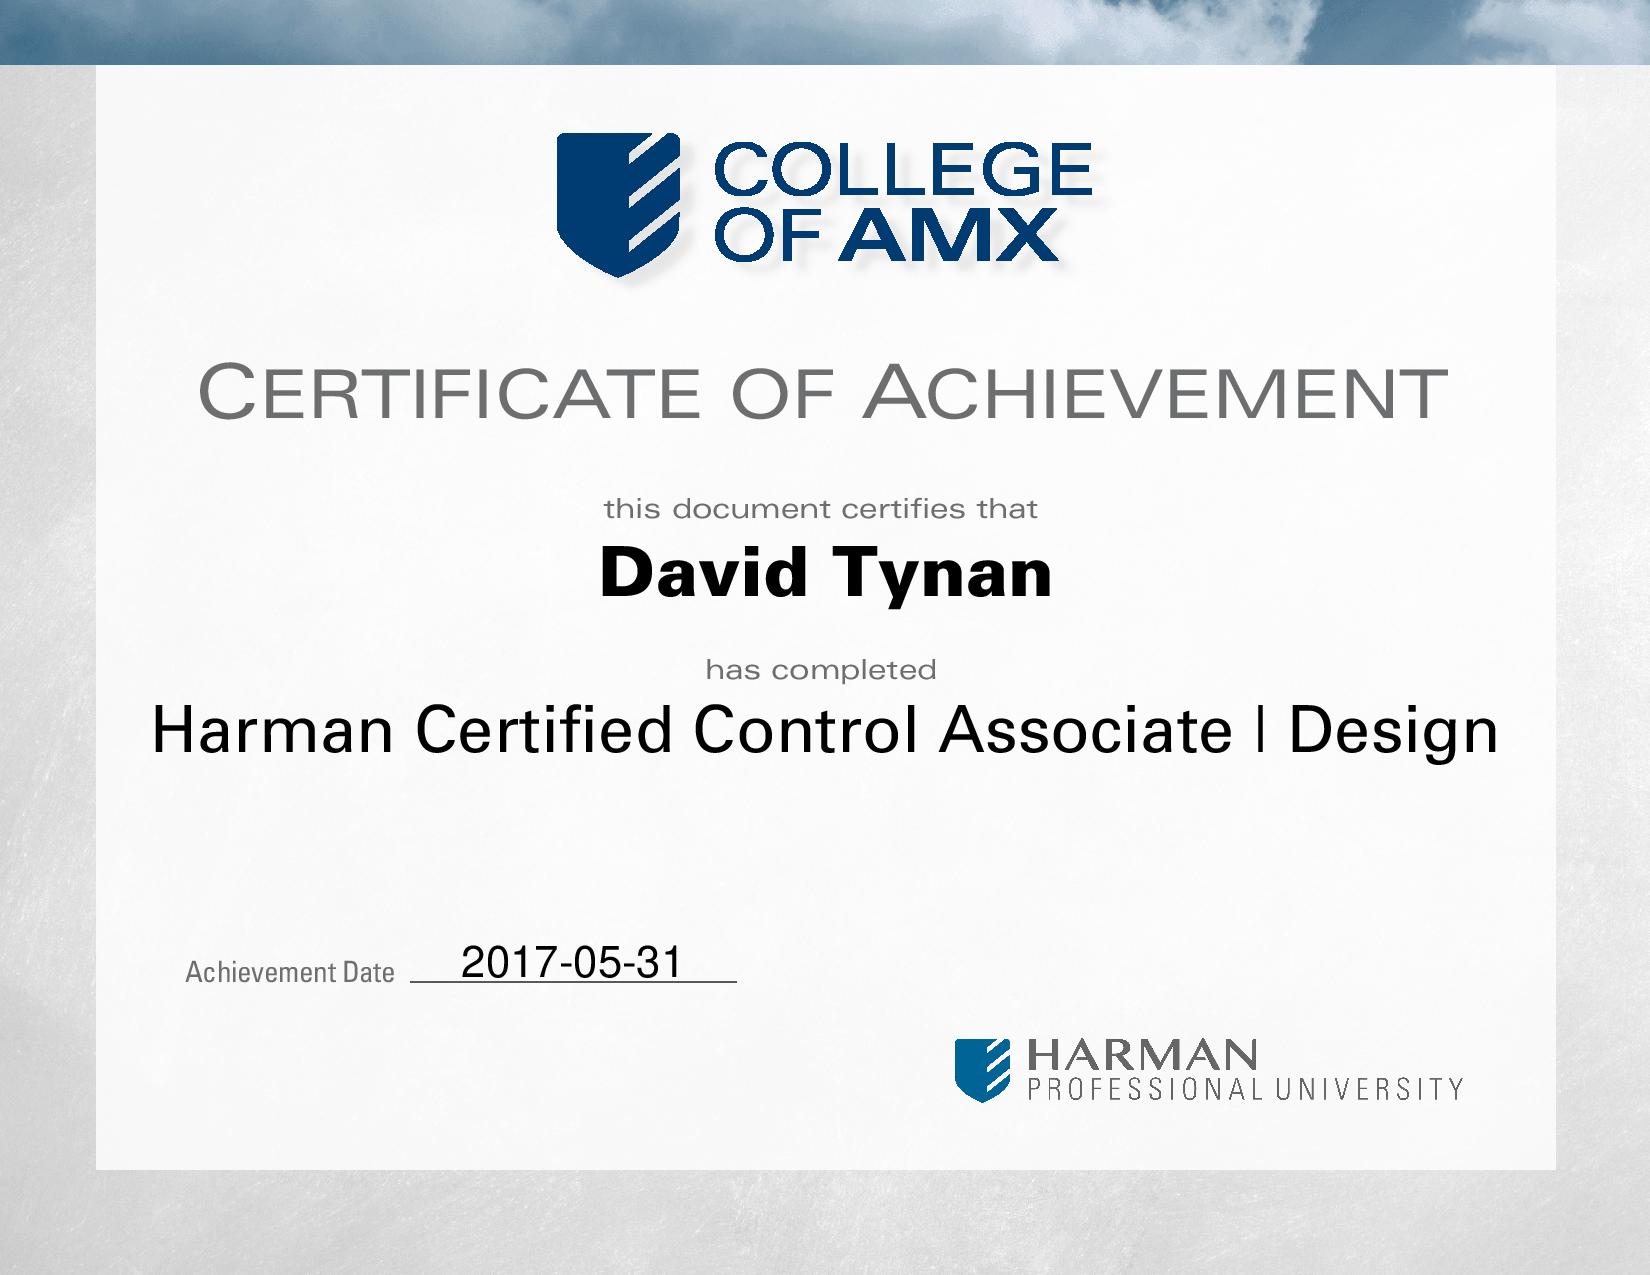 COLLEGE
OF AMX
CERTIFICATE OF ACHIEVEMENT
this document certifies that
David Tynan
has completed
Harman Certified Control Associate | Design
Achievement Date 2017-05-31
HARMAN
PROFESSIONAL UNIVERSITY